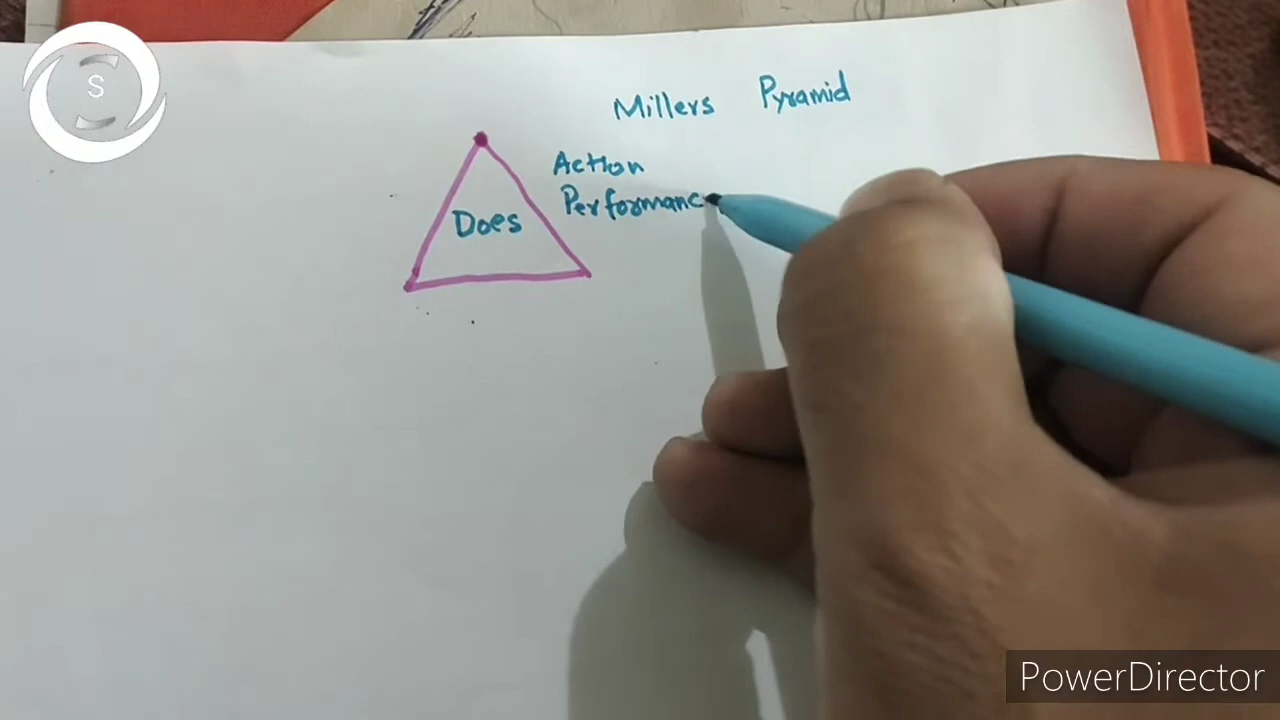 S
Millers Pyramid
Action
Performanc
Does
PowerDirector